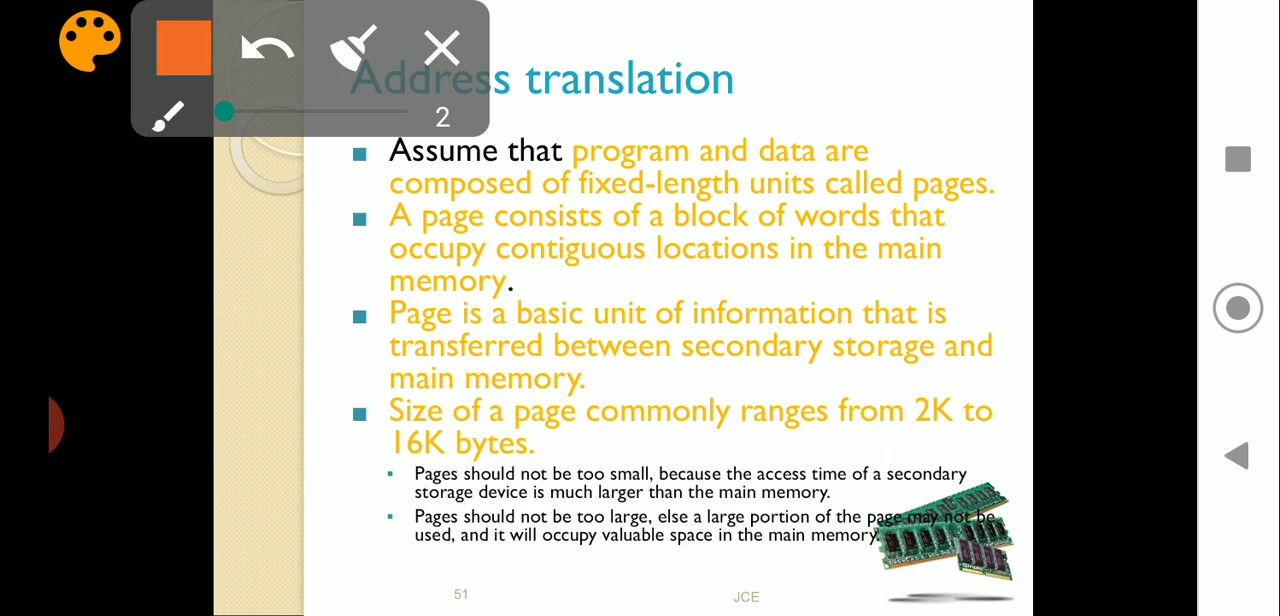 2
Address translation
Assume that program and data are
composed of fixed-length units called pages.
A page consists of a block of words that
occupy contiguous locations in the main
memory.
Page is a basic unit of information that is
transferred between secondary storage and
main memory.
Size of a page commonly ranges from 2K to
16K bytes.
Pages should not be too small, because the access time of a secondary
storage device is much larger than the main memory.
Pages should not be too large, else a large portion of the page may not be
used, and it will occupy valuable space in the main memory.
51
JCE